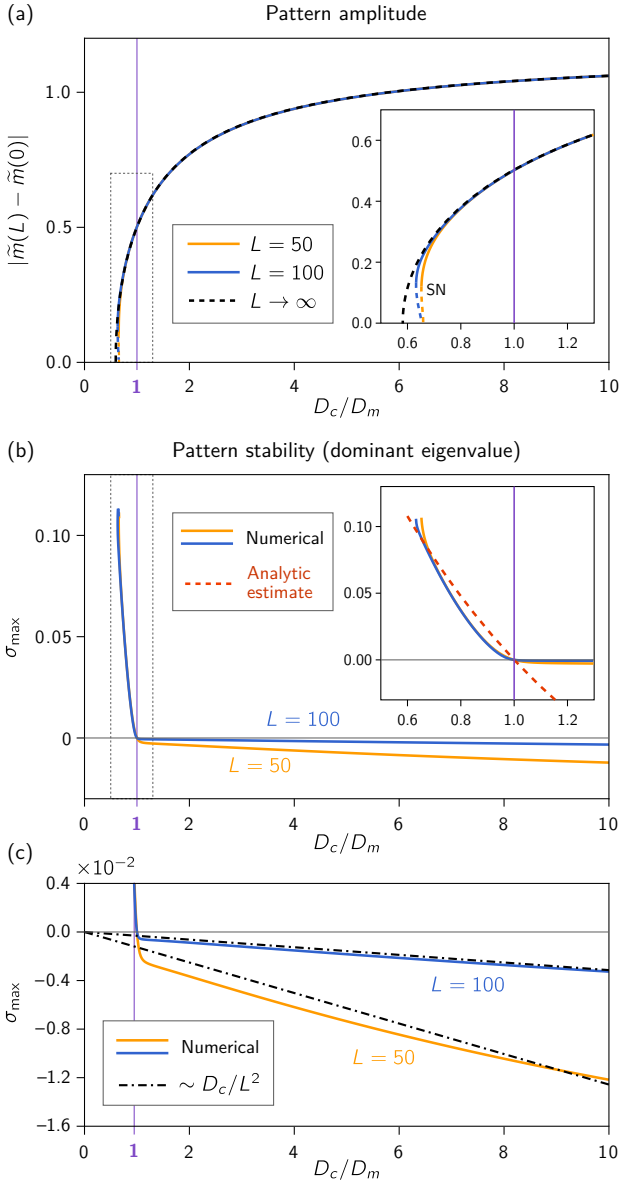 (a)
Pattern amplitude
|m̃(L) − m̃(0)|
1.0
0.5
0.0
L = 50
L = 100
L → ∞
0.6
0.4
0.2
0.0
SN
0.6 0.8 1.0 1.2
0 1 2 4 6 8 10
D_c/D_m
(b)
Pattern stability (dominant eigenvalue)
σ_max
0.10
0.05
0
Numerical
Analytic
estimate
0.10
0.05
0.00
0.6 0.8 1.0 1.2
L = 100
L = 50
0 1 2 4 6 8 10
D_c/D_m
(c)
×10⁻²
σ_max
0.4
0.0
−0.4
−0.8
−1.2
−1.6
L = 100
L = 50
Numerical
∼ D_c/L²
0 1 2 4 6 8 10
D_c/D_m